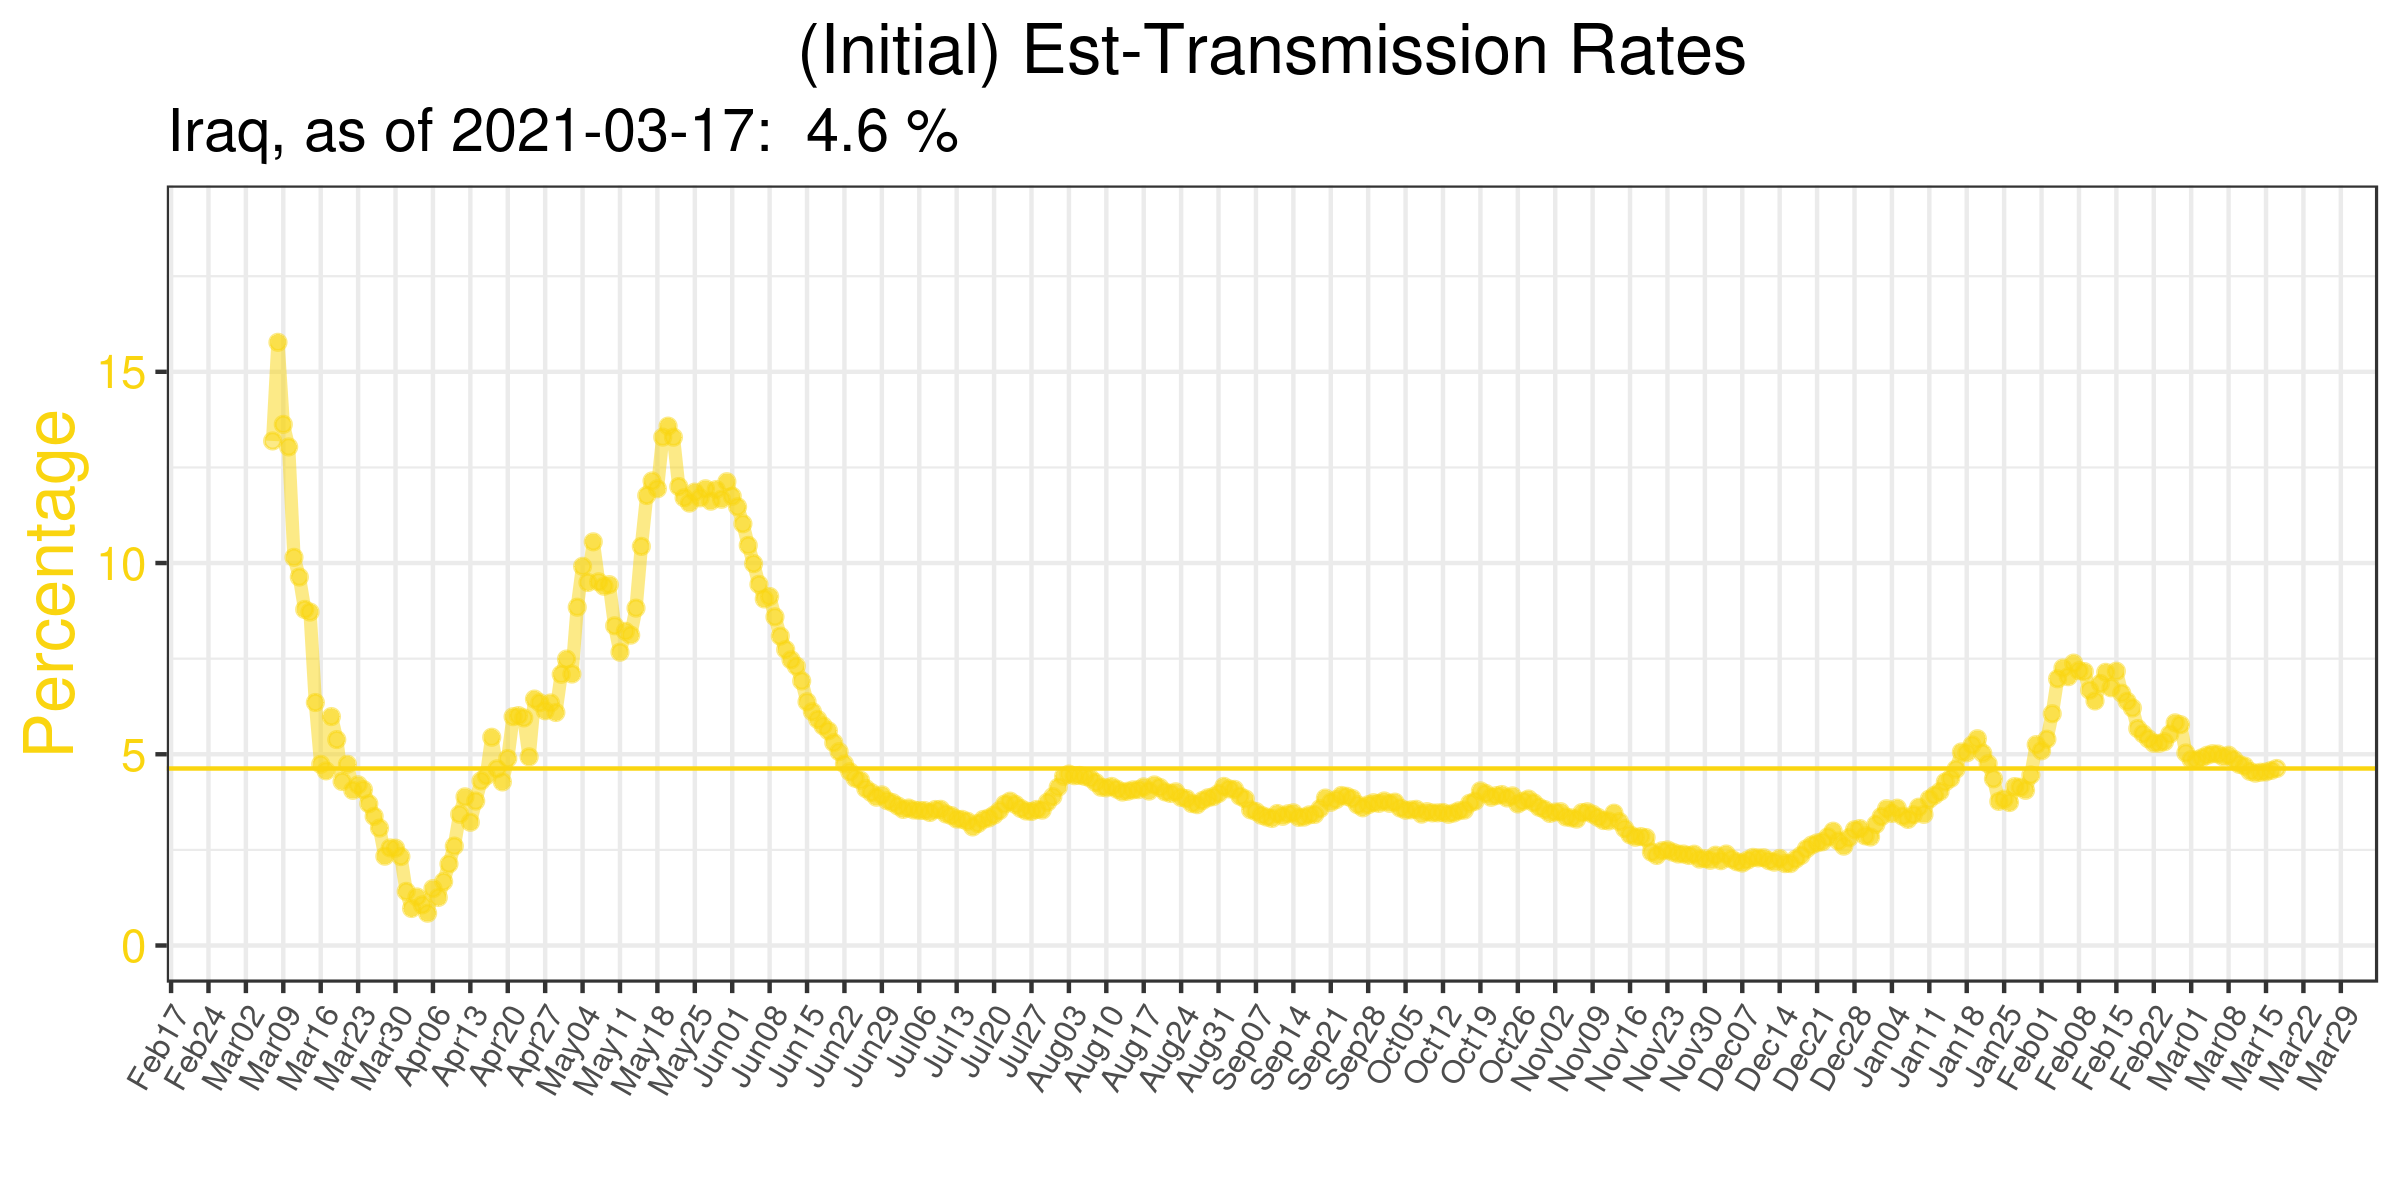 (Initial) Est-Transmission Rates
Iraq, as of 2021-03-17:  4.6 %
Percentage
15
10
5
0
Feb17
Feb24
Mar02
Mar09
Mar16
Mar23
Mar30
Apr06
Apr13
Apr20
Apr27
May04
May11
May18
May25
Jun01
Jun08
Jun15
Jun22
Jun29
Jul06
Jul13
Jul20
Jul27
Aug03
Aug10
Aug17
Aug24
Aug31
Sep07
Sep14
Sep21
Sep28
Oct05
Oct12
Oct19
Oct26
Nov02
Nov09
Nov16
Nov23
Nov30
Dec07
Dec14
Dec21
Dec28
Jan04
Jan11
Jan18
Jan25
Feb01
Feb08
Feb15
Feb22
Mar01
Mar08
Mar15
Mar22
Mar29